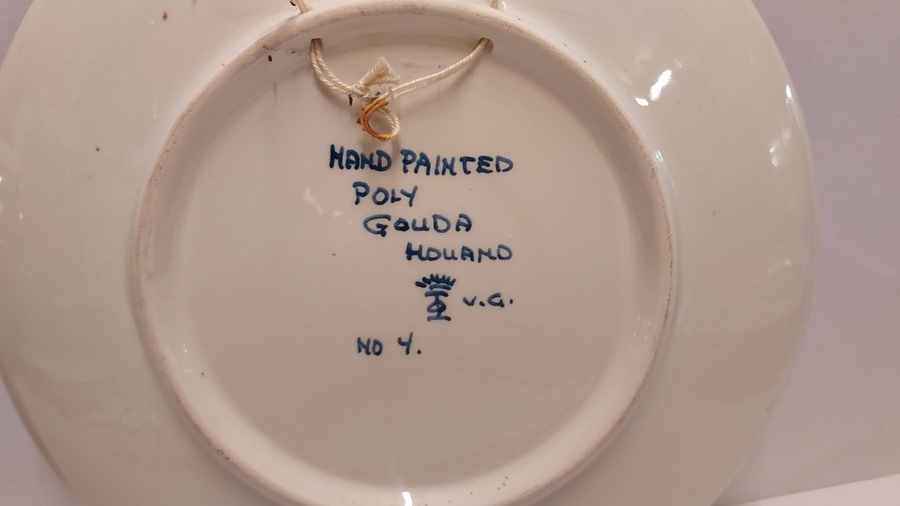 HAND PAINTED
POLY
GOUDA
HOLLAND
V.G.
NO 4.